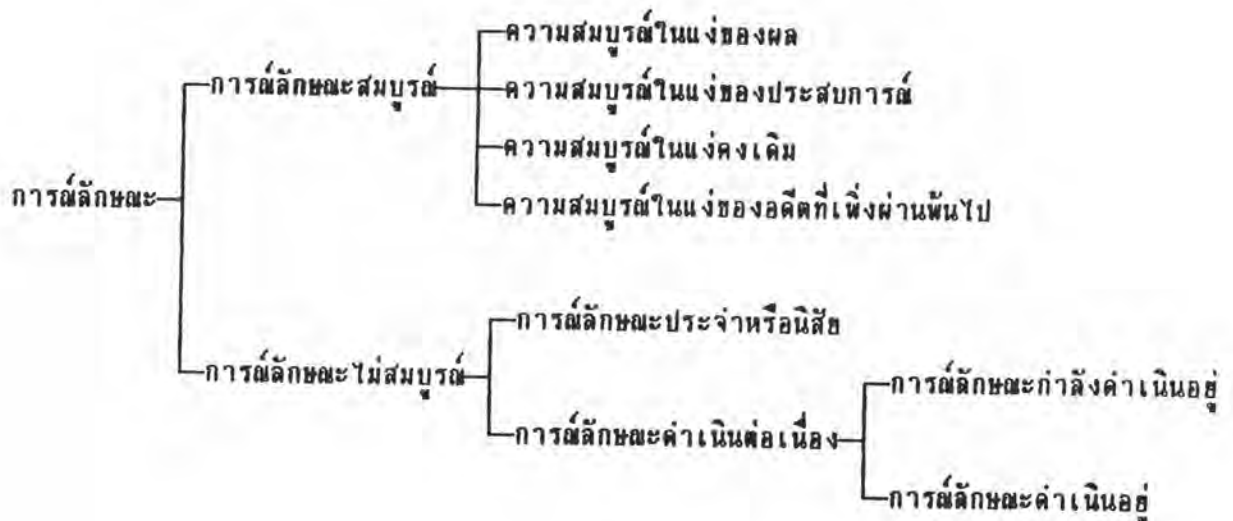 ความสมบูรณ์ในแง่ของผล
การณ์ลักษณะสมบูรณ์
ความสมบูรณ์ในแง่ของประสบการณ์
ความสมบูรณ์ในแง่คงเดิม
การณ์ลักษณะ
ความสมบูรณ์ในแง่ของอดีตที่เพิ่งผ่านพ้นไป
การณ์ลักษณะประจำหรือนิสัย
การณ์ลักษณะไม่สมบูรณ์
การณ์ลักษณะกำลังดำเนินอยู่
การณ์ลักษณะดำเนินต่อเนื่อง
การณ์ลักษณะดำเนินอยู่